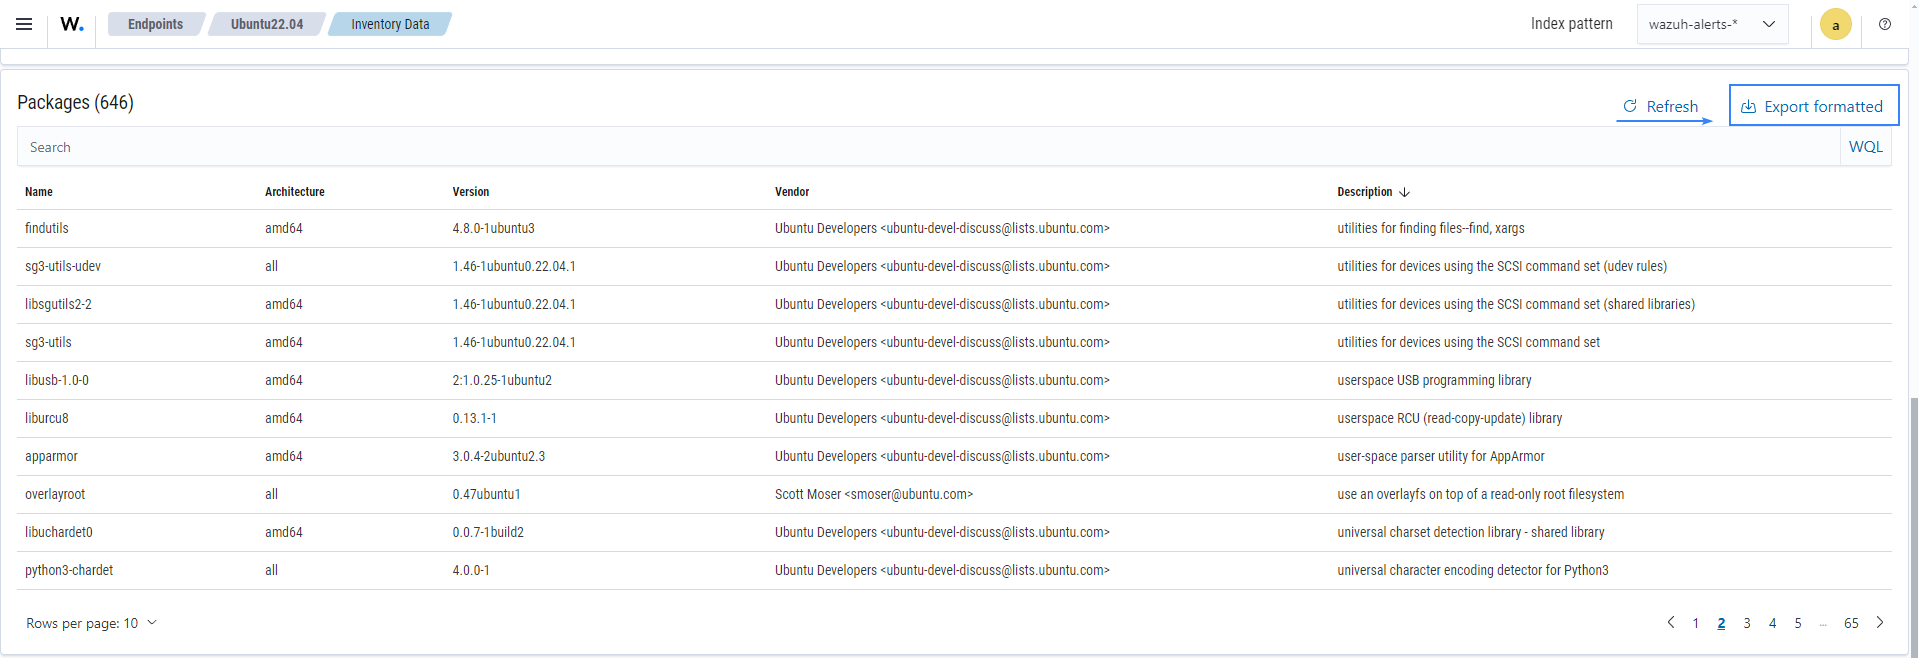 W. Endpoints Ubuntu22.04 Inventory Data Index pattern wazuh-alerts-* a
Packages (646) Refresh Export formatted
Search WQL
Name Architecture Version Vendor Description
findutils amd64 4.8.0-1ubuntu3 Ubuntu Developers <ubuntu-devel-discuss@lists.ubuntu.com> utilities for finding files--find, xargs
sg3-utils-udev all 1.46-1ubuntu0.22.04.1 Ubuntu Developers <ubuntu-devel-discuss@lists.ubuntu.com> utilities for devices using the SCSI command set (udev rules)
libsgutils2-2 amd64 1.46-1ubuntu0.22.04.1 Ubuntu Developers <ubuntu-devel-discuss@lists.ubuntu.com> utilities for devices using the SCSI command set (shared libraries)
sg3-utils amd64 1.46-1ubuntu0.22.04.1 Ubuntu Developers <ubuntu-devel-discuss@lists.ubuntu.com> utilities for devices using the SCSI command set
libusb-1.0-0 amd64 2:1.0.25-1ubuntu2 Ubuntu Developers <ubuntu-devel-discuss@lists.ubuntu.com> userspace USB programming library
liburcu8 amd64 0.13.1-1 Ubuntu Developers <ubuntu-devel-discuss@lists.ubuntu.com> userspace RCU (read-copy-update) library
apparmor amd64 3.0.4-2ubuntu2.3 Ubuntu Developers <ubuntu-devel-discuss@lists.ubuntu.com> user-space parser utility for AppArmor
overlayroot all 0.47ubuntu1 Scott Moser <smoser@ubuntu.com> use an overlayfs on top of a read-only root filesystem
libuchardet0 amd64 0.0.7-1build2 Ubuntu Developers <ubuntu-devel-discuss@lists.ubuntu.com> universal charset detection library - shared library
python3-chardet all 4.0.0-1 Ubuntu Developers <ubuntu-devel-discuss@lists.ubuntu.com> universal character encoding detector for Python3
Rows per page: 10 1 2 3 4 5 ... 65